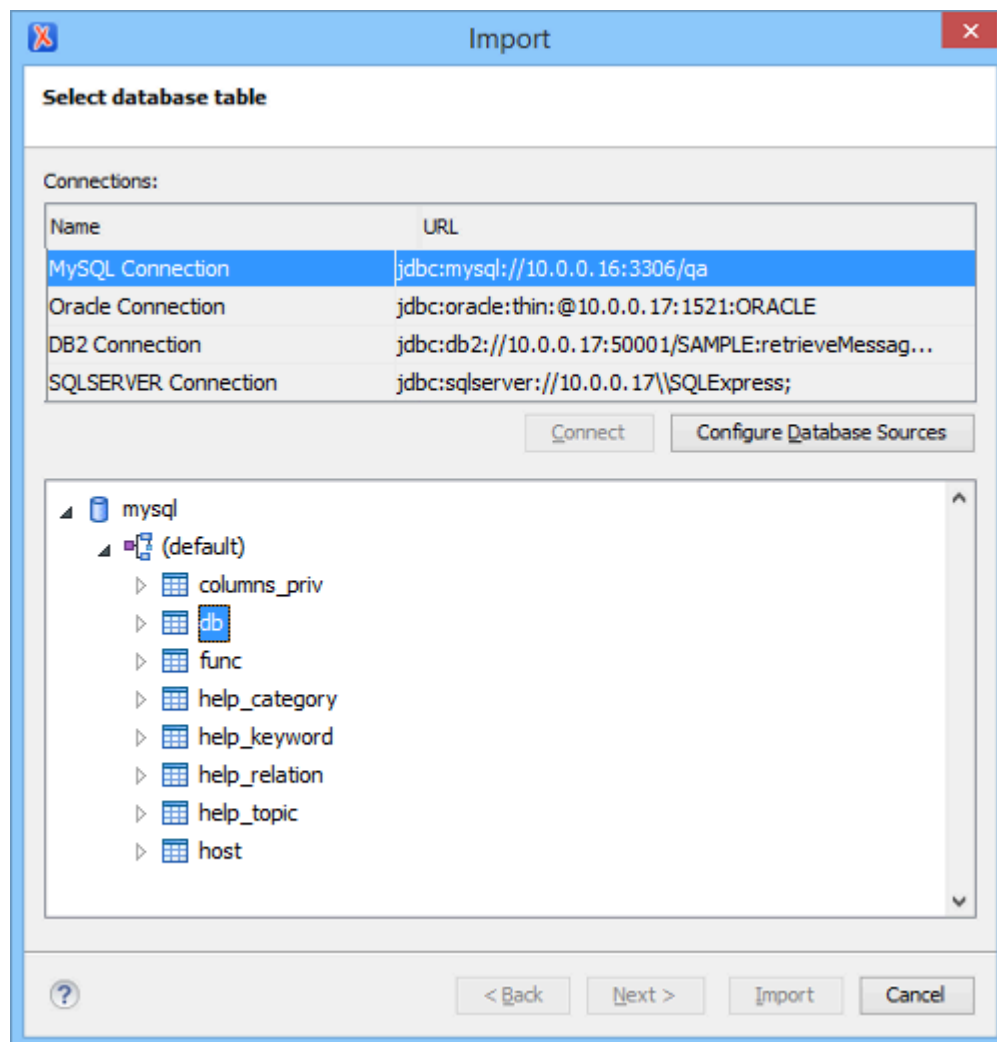 Import
Select database table
Connections:
Name URL
MySQL Connection jdbc:mysql://10.0.0.16:3306/qa
Oracle Connection jdbc:oracle:thin:@10.0.0.17:1521:ORACLE
DB2 Connection jdbc:db2://10.0.0.17:50001/SAMPLE:retrieveMessag...
SQLSERVER Connection jdbc:sqlserver://10.0.0.17\\SQLExpress;
Connect Configure Database Sources
mysql
(default)
columns_priv
db
func
help_category
help_keyword
help_relation
help_topic
host
< Back Next > Import Cancel